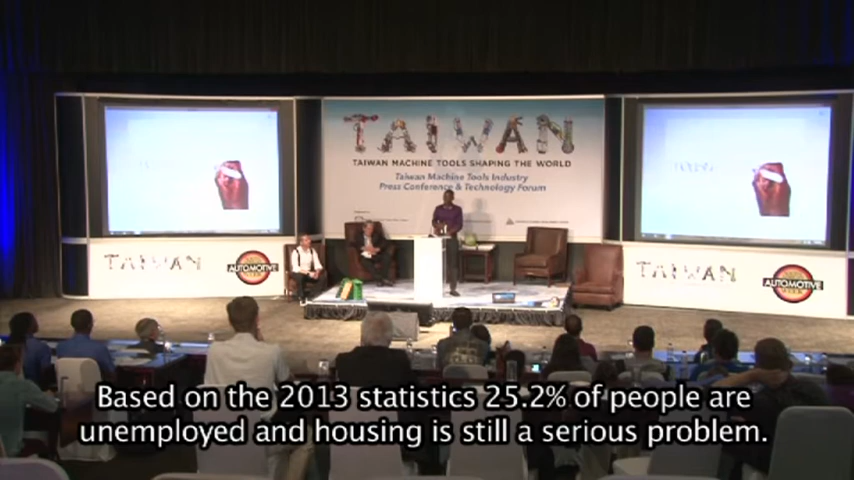 TAIWAN
TAIWAN MACHINE TOOLS SHAPING THE WORLD
Taiwan Machine Tools Industry
Press Conference & Technology Forum
TAIWAN
AUTOMOTIVE
TAIWAN
AUTOMOTIVE
Based on the 2013 statistics 25.2% of people are
unemployed and housing is still a serious problem.